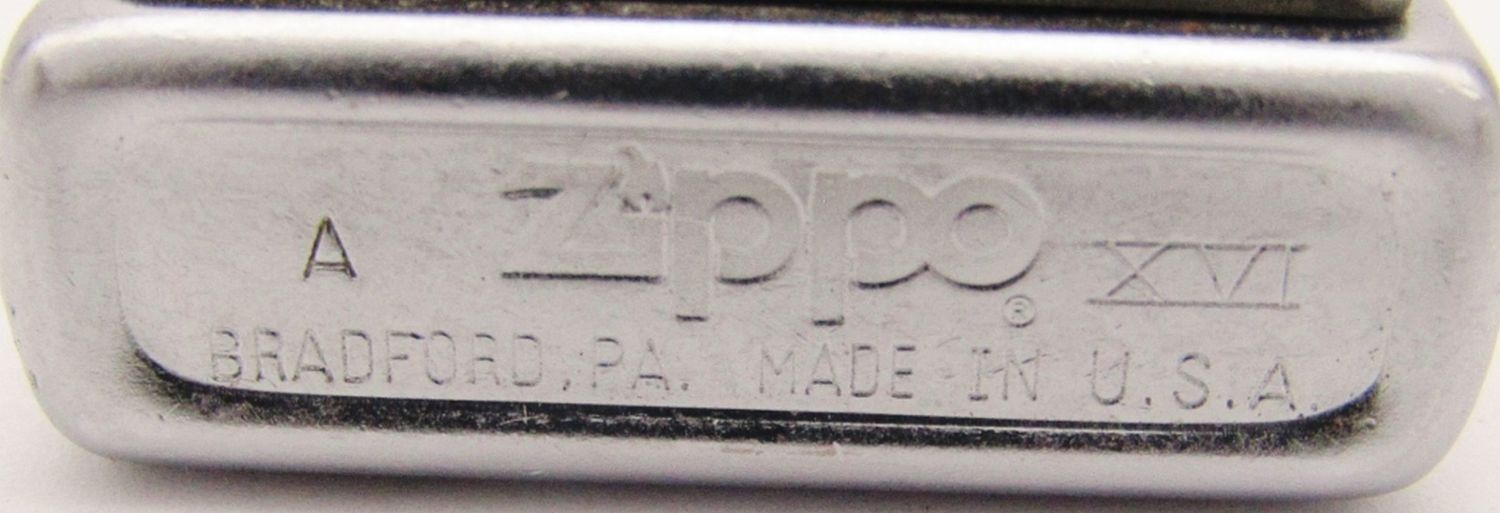 A Zippo® XVI
BRADFORD, PA. MADE IN U.S.A.